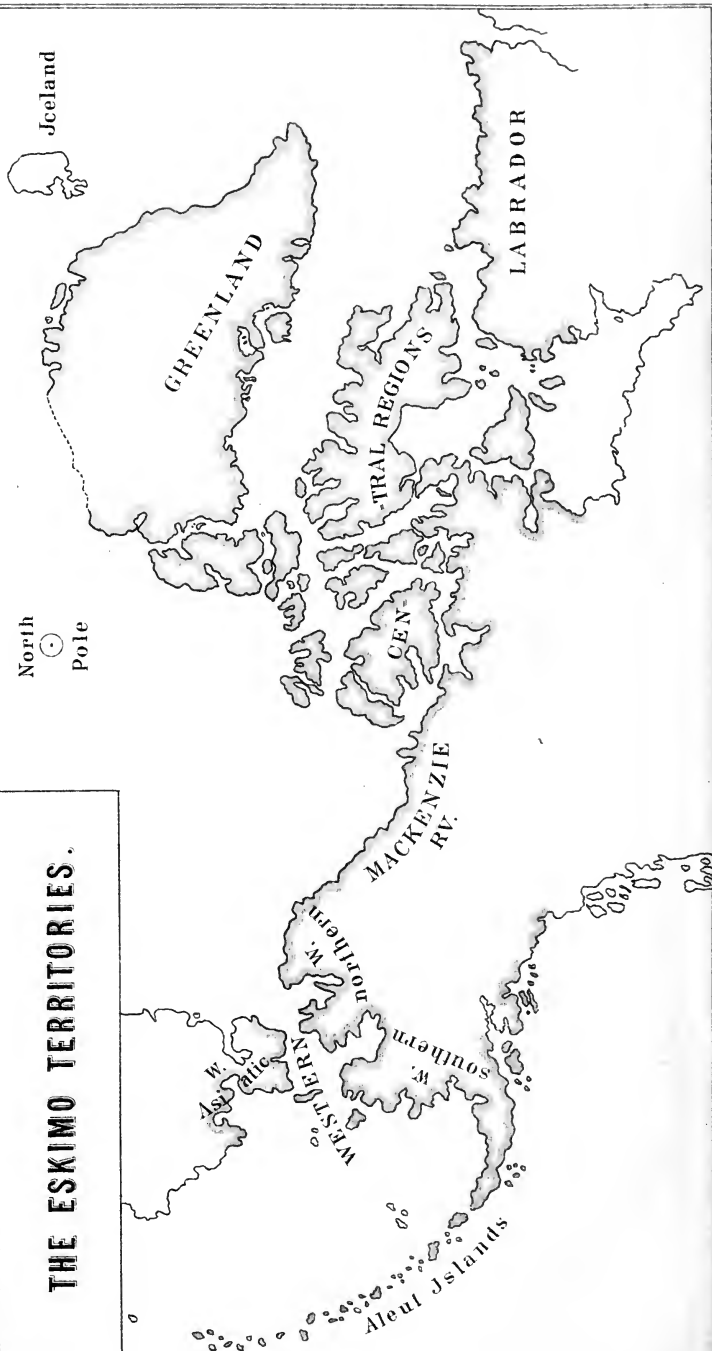 THE ESKIMO TERRITORIES.
North
Pole
Jceland
GREENLAND
LABRADOR
CEN-
-TRAL REGIONS
MACKENZIE
RV.
W.
northern
W.
southern
WESTERN
W.
Asiatic
Aleut Jslands